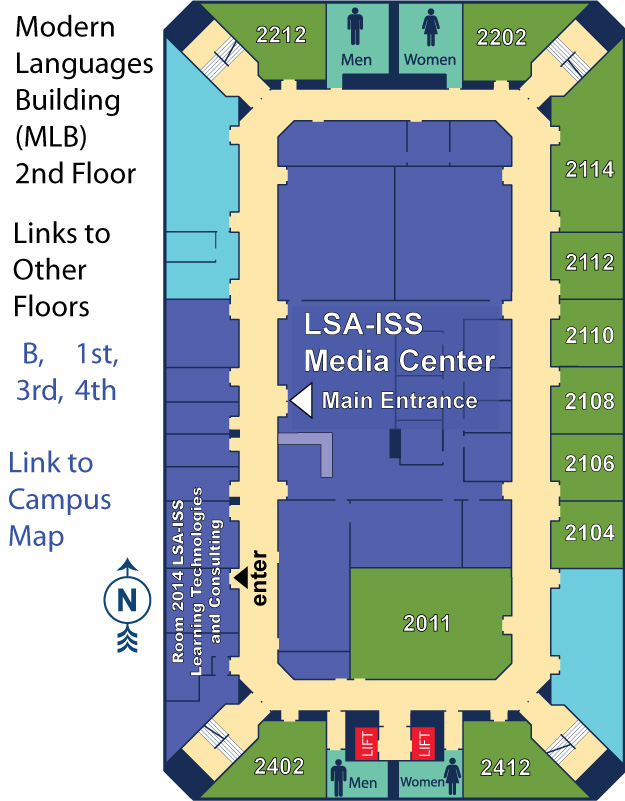 Modern
Languages
Building
(MLB)
2nd Floor
Links to
Other
Floors
B, 1st,
3rd, 4th
Link to
Campus
Map
N
2212
Men
Women
2202
2114
2112
2110
2108
2106
2104
LSA-ISS
Media Center
Main Entrance
Room 2014 LSA-ISS
Learning Technologies
and Consulting
enter
2011
2402
LIFT
LIFT
Men
Women
2412